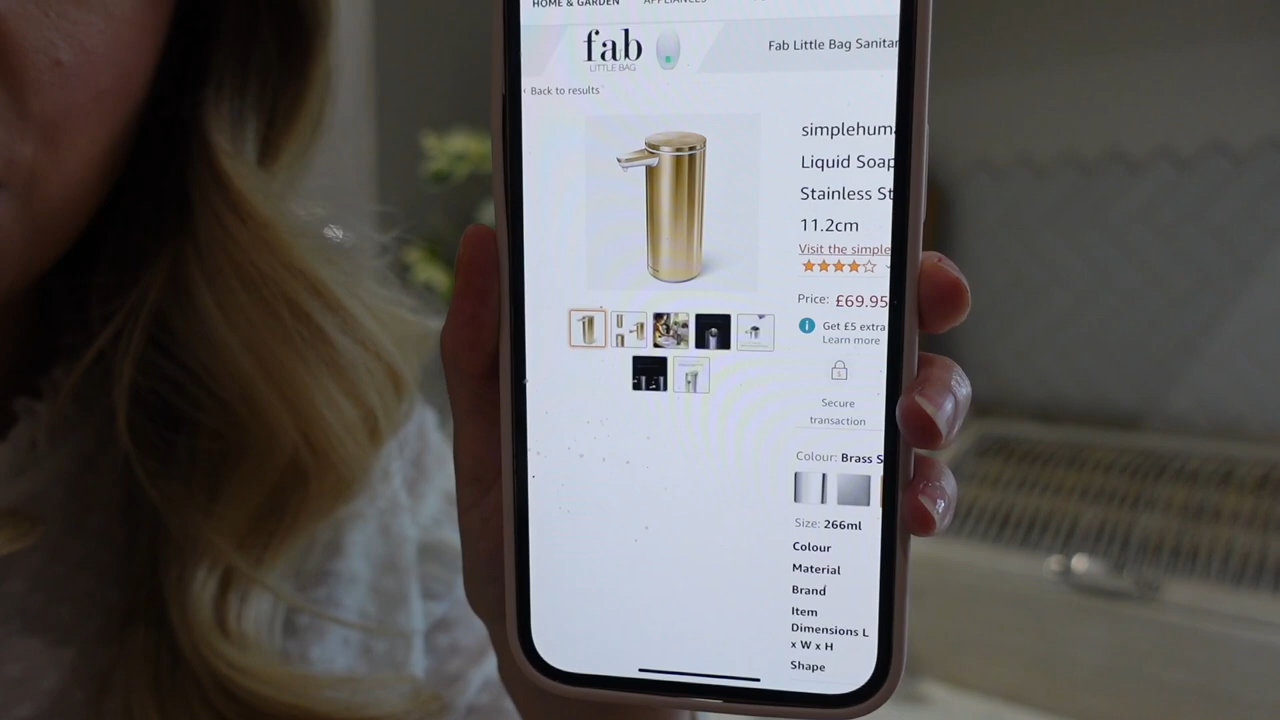 HOME & GARDEN APPLIANCES
fab
LITTLE BAG
Fab Little Bag Sanitar
‹ Back to results
simplehum
Liquid Soap
Stainless St
11.2cm
Visit the simple
Price: £69.95
Get £5 extra
Learn more
Secure
transaction
Colour: Brass S
Size: 266ml
Colour
Material
Brand
Item
Dimensions L
x W x H
Shape